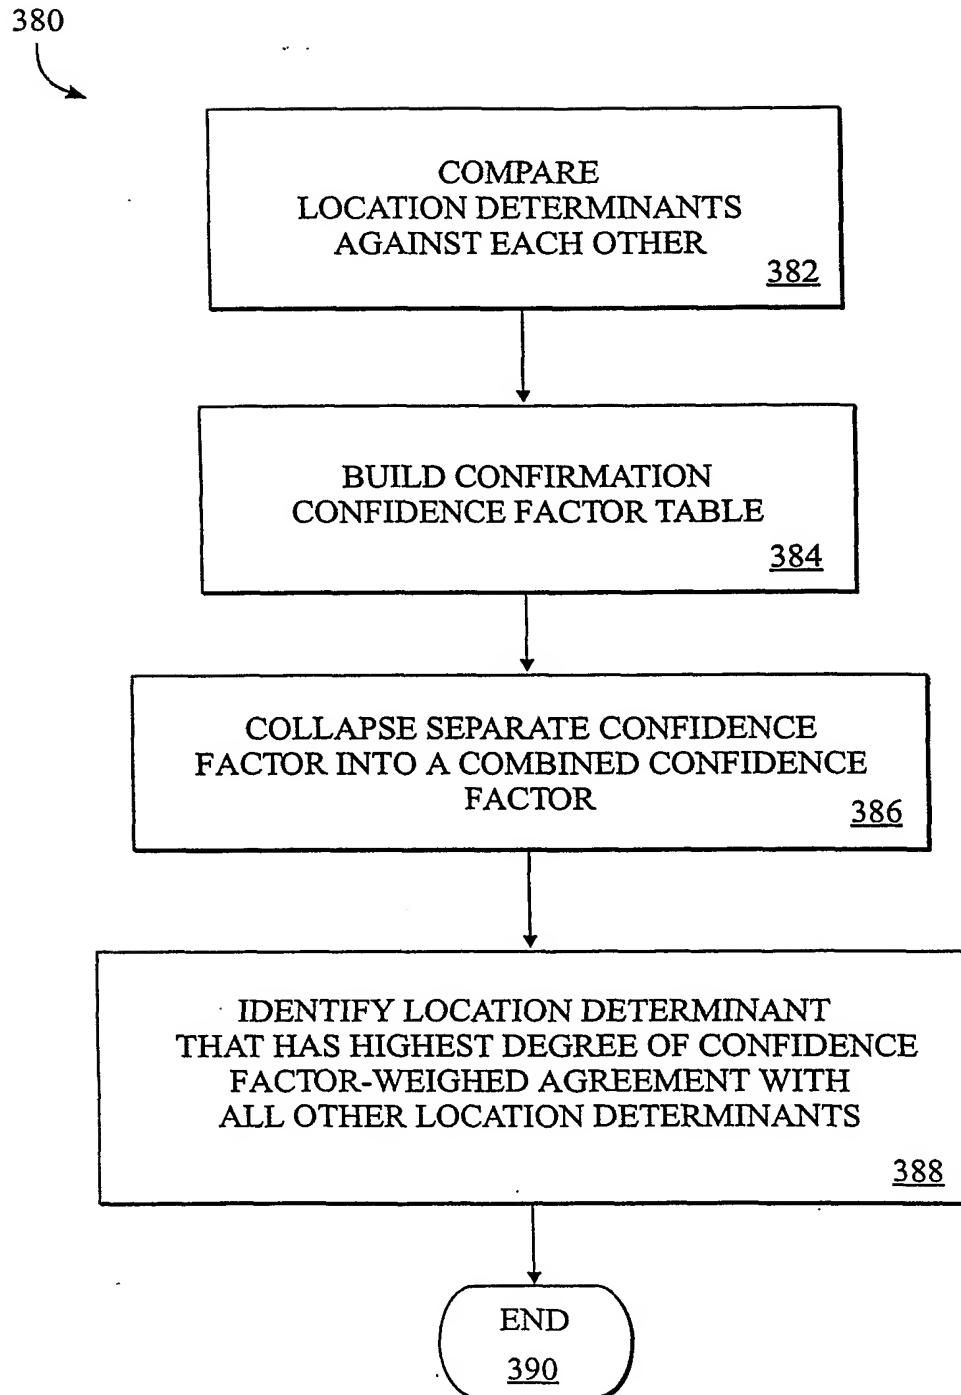 380
COMPARE
LOCATION DETERMINANTS
AGAINST EACH OTHER
382
BUILD CONFIRMATION
CONFIDENCE FACTOR TABLE
384
COLLAPSE SEPARATE CONFIDENCE
FACTOR INTO A COMBINED CONFIDENCE
FACTOR
386
IDENTIFY LOCATION DETERMINANT
THAT HAS HIGHEST DEGREE OF CONFIDENCE
FACTOR-WEIGHED AGREEMENT WITH
ALL OTHER LOCATION DETERMINANTS
388
END
390